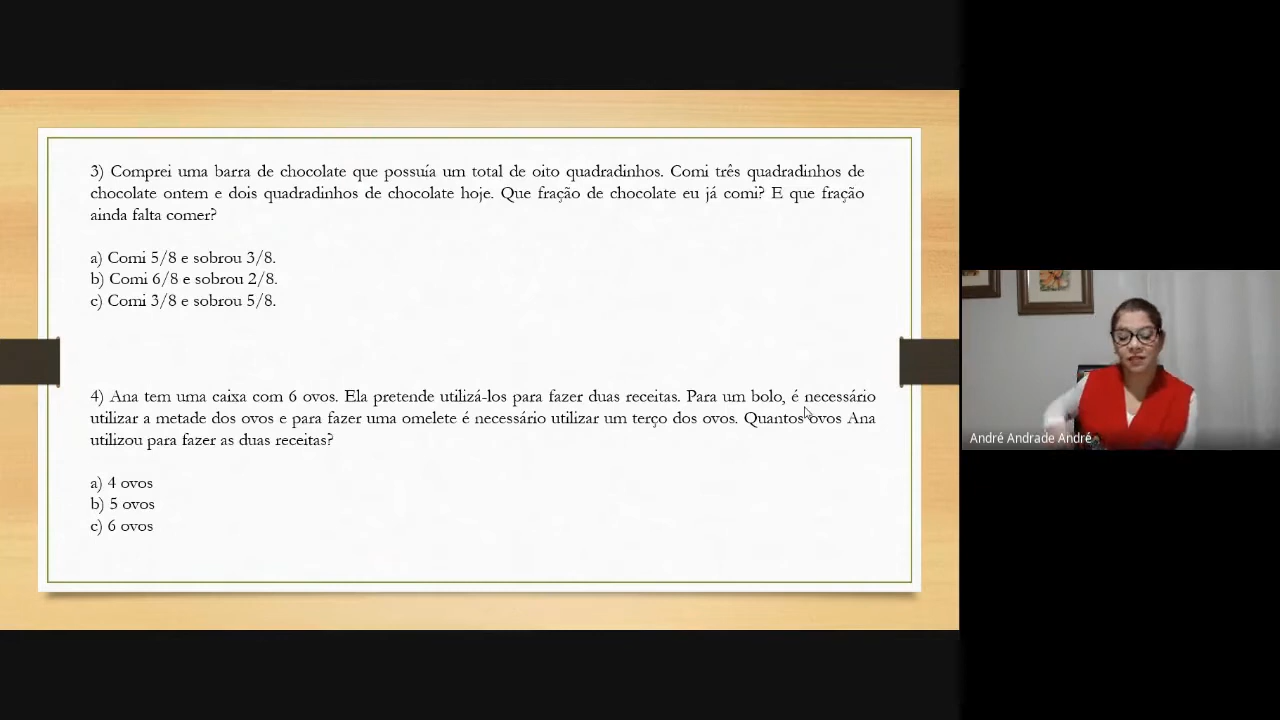 3) Comprei uma barra de chocolate que possuía um total de oito quadradinhos. Comi três quadradinhos de
chocolate ontem e dois quadradinhos de chocolate hoje. Que fração de chocolate eu já comi? E que fração
ainda falta comer?
a) Comi 5/8 e sobrou 3/8.
b) Comi 6/8 e sobrou 2/8.
c) Comi 3/8 e sobrou 5/8.
4) Ana tem uma caixa com 6 ovos. Ela pretende utilizá-los para fazer duas receitas. Para um bolo, é necessário
utilizar a metade dos ovos e para fazer uma omelete é necessário utilizar um terço dos ovos. Quantos ovos Ana
utilizou para fazer as duas receitas?
a) 4 ovos
b) 5 ovos
c) 6 ovos
André Andrade André